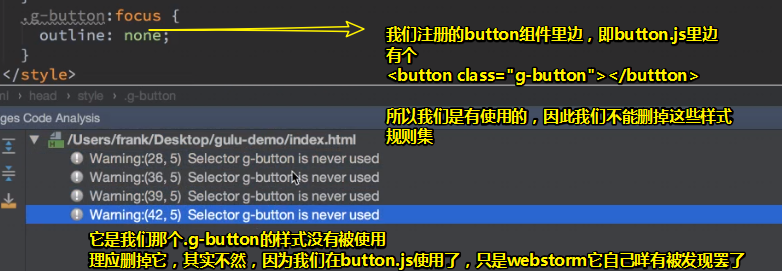 .g-button:focus {
outline: none;
}
</style>
我们注册的button组件里边，即button.js里边
有个
<button class="g-button"></buttton>
ml › head › style › .g-button
ges Code Analysis
所以我们是有使用的，因此我们不能删掉这些样式
规则集
/Users/frank/Desktop/gulu-demo/index.html
Warning:(28, 5) Selector g-button is never used
Warning:(36, 5) Selector g-button is never used
Warning:(39, 5) Selector g-button is never used
Warning:(42, 5) Selector g-button is never used
它是我们那个.g-button的样式没有被使用
理应删掉它，其实不然，因为我们在button.js使用了，只是webstorm它自己咩有被发现罢了